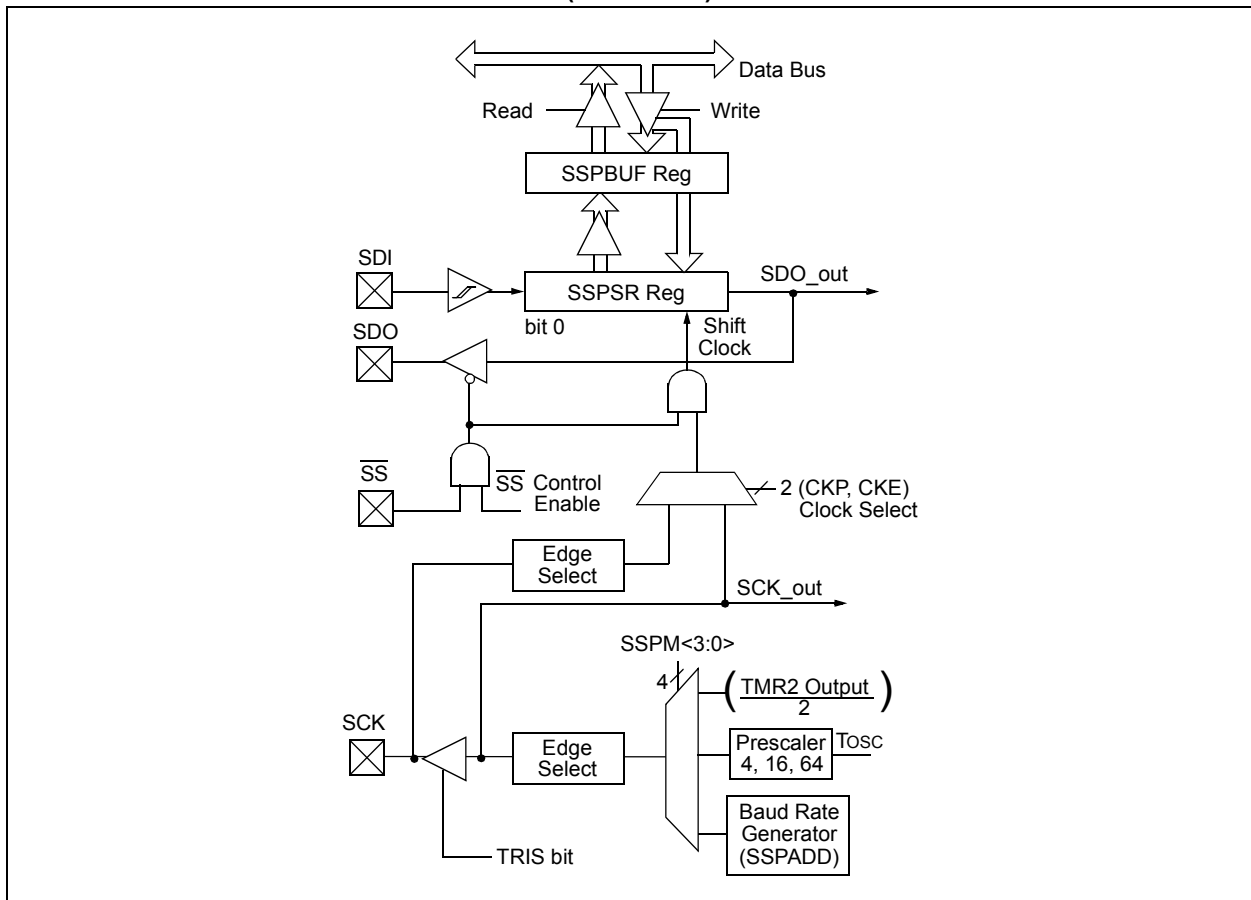 Data Bus
Read
Write
SSPBUF Reg
SDI
SSPSR Reg
SDO_out
bit 0
Shift
Clock
SDO
SS
SS Control
Enable
2 (CKP, CKE)
Clock Select
Edge
Select
SCK_out
SSPM<3:0>
4
( TMR2 Output )
2
SCK
Edge
Select
Prescaler
4, 16, 64
TOSC
Baud Rate
Generator
(SSPADD)
TRIS bit